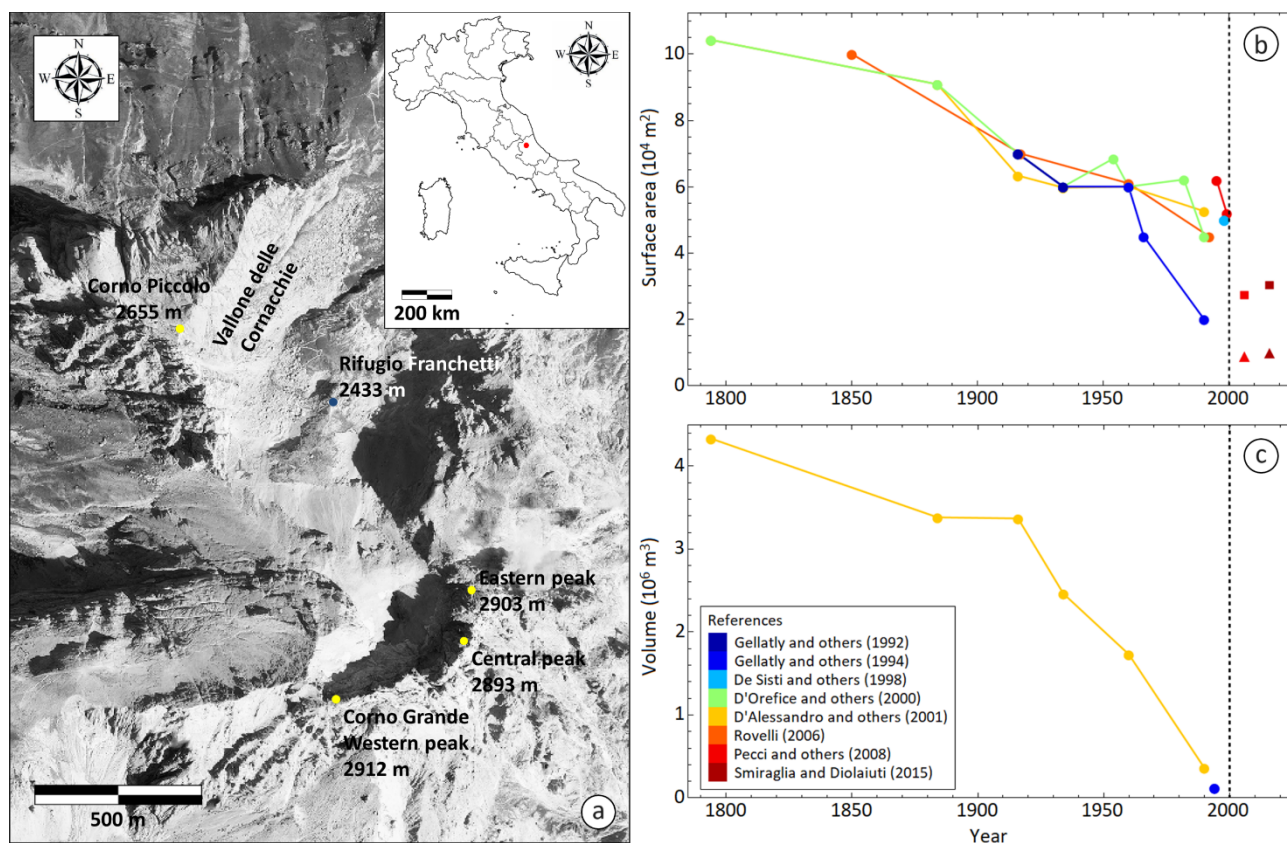 N
W E
S
N
W E
S
200 km
Corno Piccolo
2655 m
Vallone delle
Cornacchie
Rifugio Franchetti
2433 m
Eastern peak
2903 m
Central peak
2893 m
Corno Grande
Western peak
2912 m
500 m
a
b
Surface area (10⁴ m²)
10
8
6
4
2
0
1800 1850 1900 1950 2000
c
Volume (10⁶ m³)
4
3
2
1
0
References
Gellatly and others (1992)
Gellatly and others (1994)
De Sisti and others (1998)
D'Orefice and others (2000)
D'Alessandro and others (2001)
Rovelli (2006)
Pecci and others (2008)
Smiraglia and Diolaiuti (2015)
1800 1850 1900 1950 2000
Year